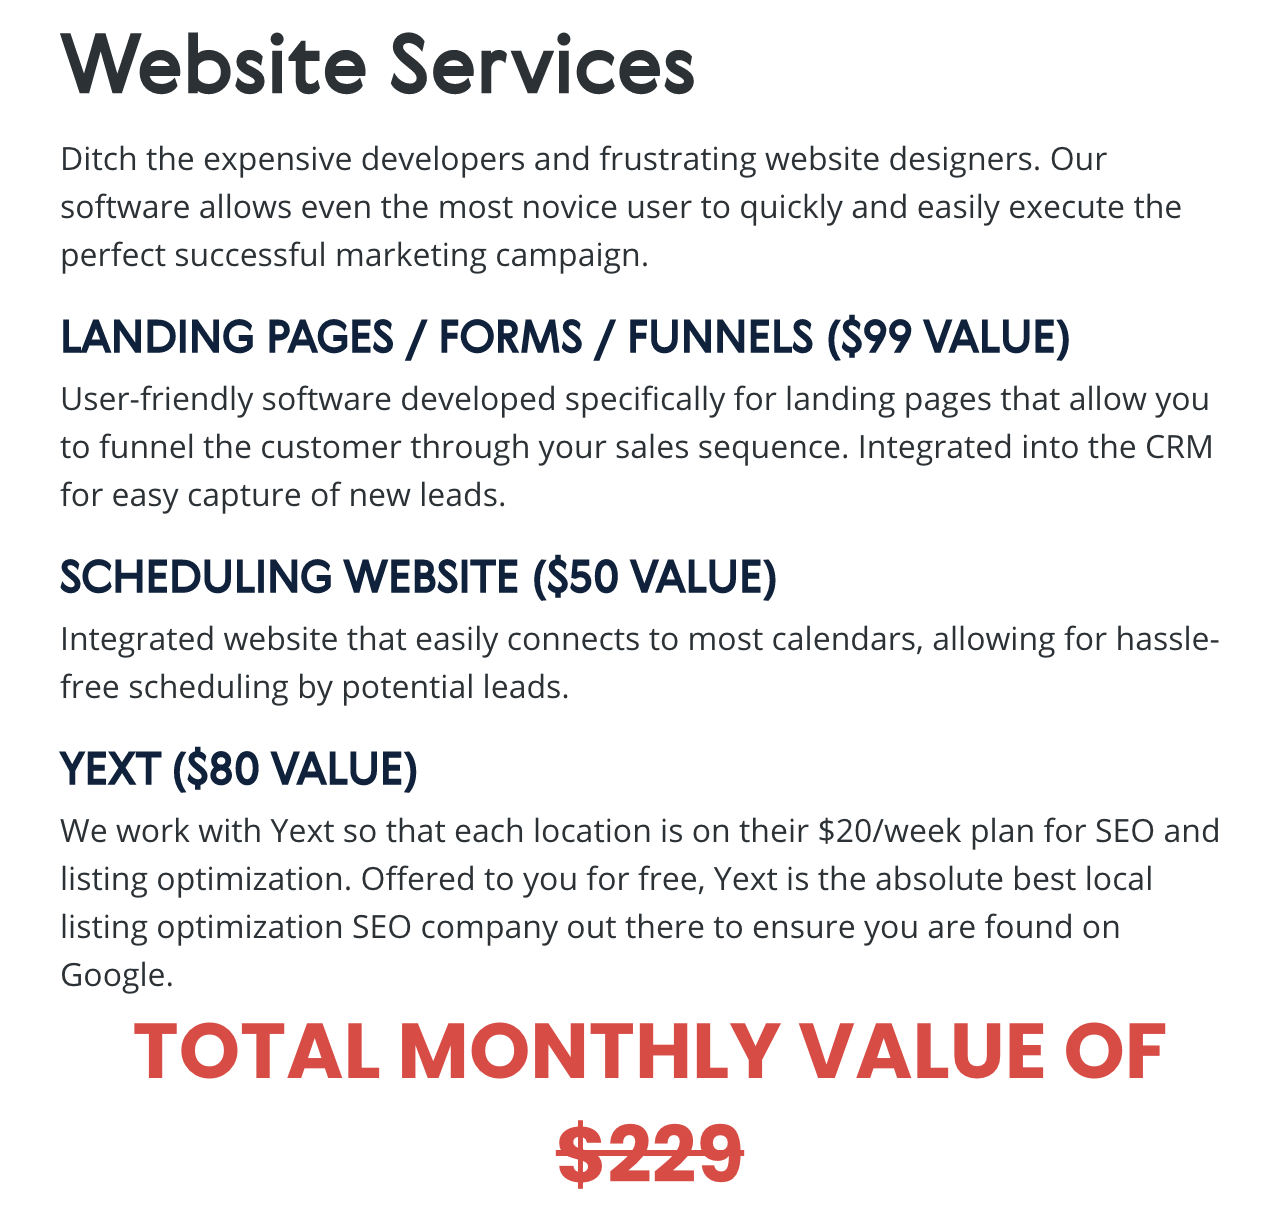 Website Services
Ditch the expensive developers and frustrating website designers. Our
software allows even the most novice user to quickly and easily execute the
perfect successful marketing campaign.
LANDING PAGES / FORMS / FUNNELS ($99 VALUE)
User-friendly software developed specifically for landing pages that allow you
to funnel the customer through your sales sequence. Integrated into the CRM
for easy capture of new leads.
SCHEDULING WEBSITE ($50 VALUE)
Integrated website that easily connects to most calendars, allowing for hassle-
free scheduling by potential leads.
YEXT ($80 VALUE)
We work with Yext so that each location is on their $20/week plan for SEO and
listing optimization. Offered to you for free, Yext is the absolute best local
listing optimization SEO company out there to ensure you are found on
Google.
TOTAL MONTHLY VALUE OF
$229